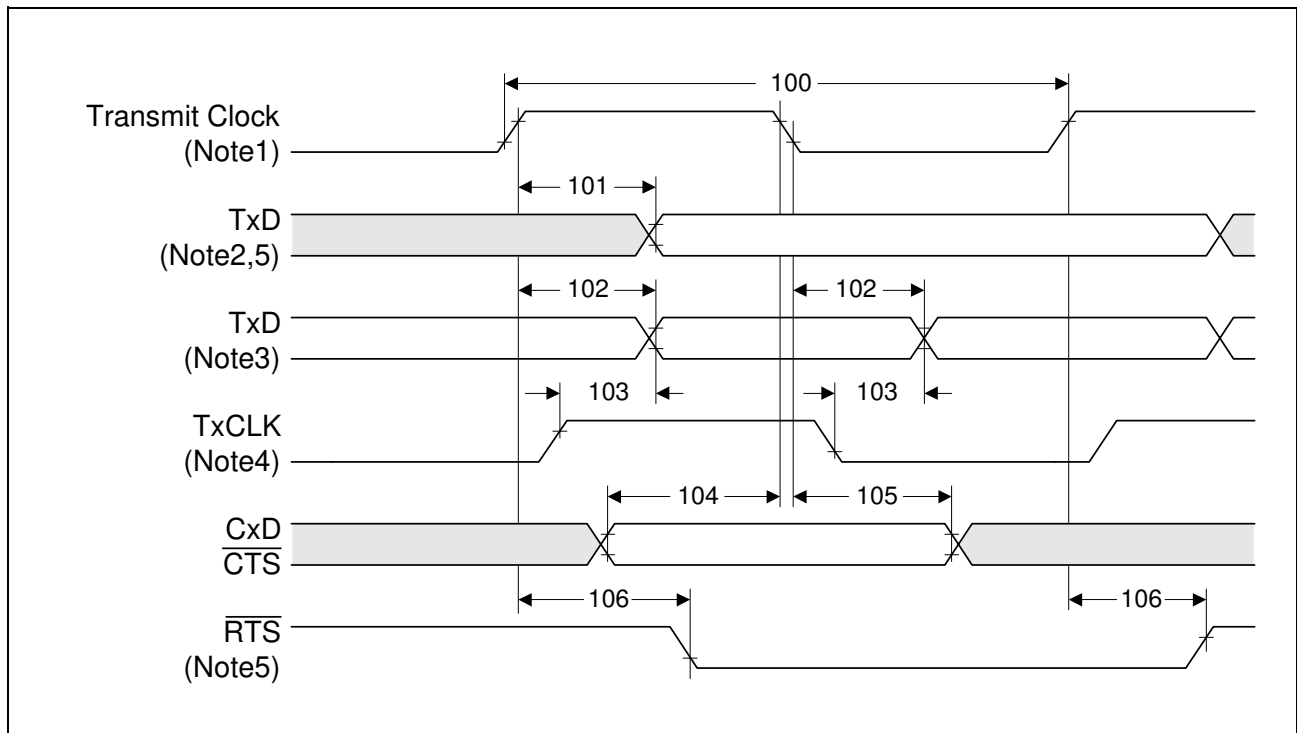 100
Transmit Clock
(Note1)
101
TxD
(Note2,5)
102 102
TxD
(Note3)
103 103
TxCLK
(Note4)
104 105
CxD
CTS
106 106
RTS
(Note5)